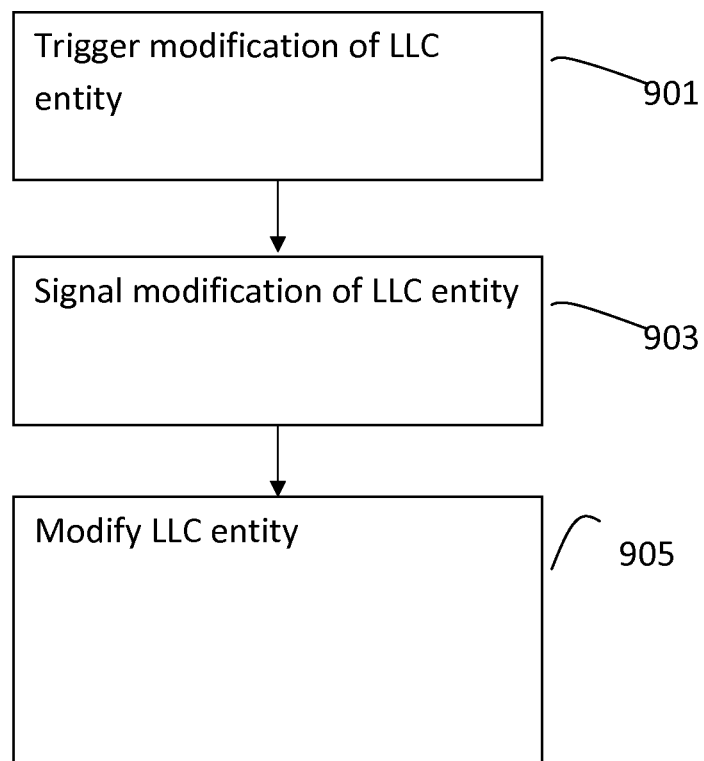 Trigger modification of LLC
entity
901
Signal modification of LLC entity
903
Modify LLC entity
905